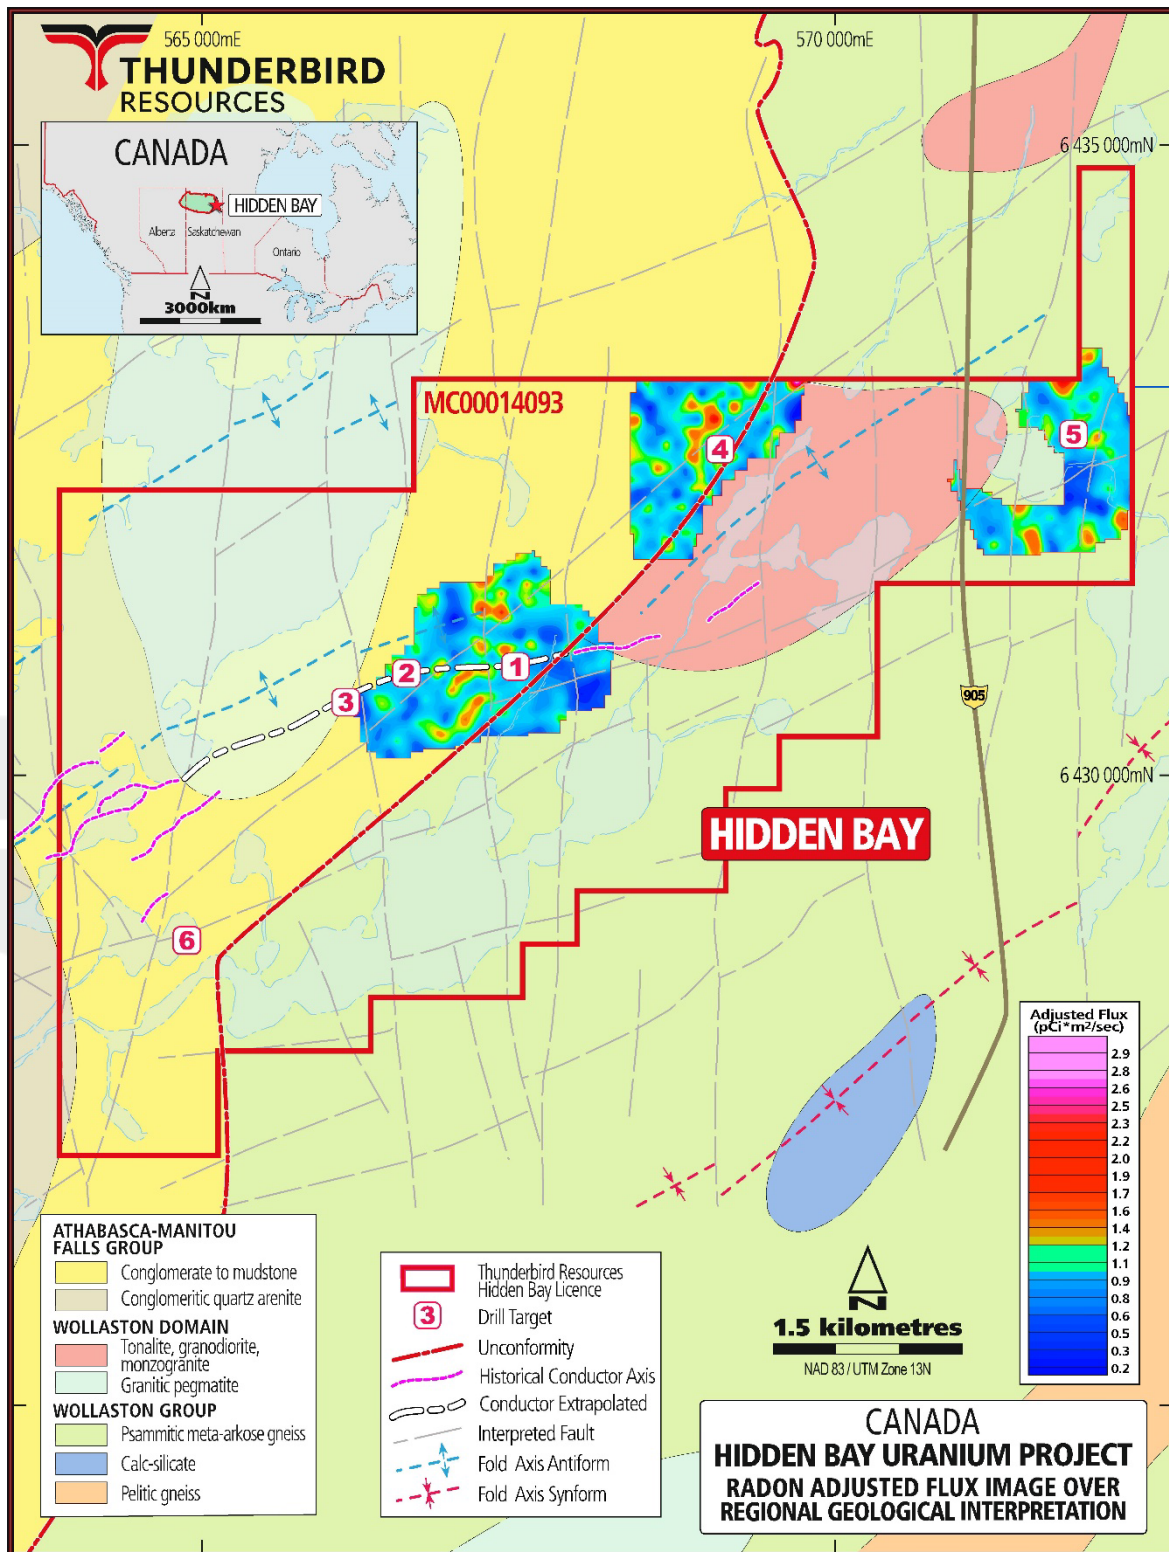 565 000mE
570 000mE
THUNDERBIRD
RESOURCES
6 435 000mN
CANADA
HIDDEN BAY
Alberta
Saskatchewan
Ontario
N
3000km
MC00014093
4
5
1
2
3
905
6 430 000mN
HIDDEN BAY
6
Adjusted Flux
(pCi*m²/sec)
2.9
2.8
2.6
2.5
2.3
2.2
2.0
1.9
1.7
1.6
1.4
1.2
1.1
0.9
0.8
0.6
0.5
0.3
0.2
N
1.5 kilometres
NAD 83 / UTM Zone 13N
ATHABASCA-MANITOU
FALLS GROUP
Conglomerate to mudstone
Conglomeritic quartz arenite
WOLLASTON DOMAIN
Tonalite, granodiorite,
monzogranite
Granitic pegmatite
WOLLASTON GROUP
Psammitic meta-arkose gneiss
Calc-silicate
Pelitic gneiss
Thunderbird Resources
Hidden Bay Licence
3
Drill Target
Unconformity
Historical Conductor Axis
Conductor Extrapolated
Interpreted Fault
Fold Axis Antiform
Fold Axis Synform
CANADA
HIDDEN BAY URANIUM PROJECT
RADON ADJUSTED FLUX IMAGE OVER
REGIONAL GEOLOGICAL INTERPRETATION